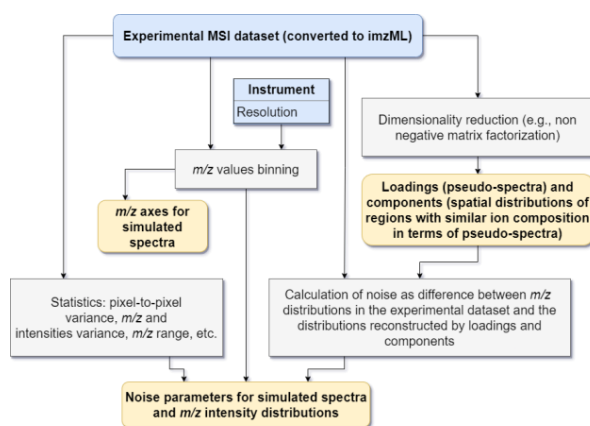 Experimental MSI dataset (converted to imzML)
Instrument
Resolution
Dimensionality reduction (e.g., non
negative matrix factorization)
m/z values binning
Loadings (pseudo-spectra) and
components (spatial distributions of
regions with similar ion composition
in terms of pseudo-spectra)
m/z axes for
simulated
spectra
Statistics: pixel-to-pixel
variance, m/z and
intensities variance, m/z range, etc.
Calculation of noise as difference between m/z
distributions in the experimental dataset and the
distributions reconstructed by loadings and
components
Noise parameters for simulated spectra
and m/z intensity distributions